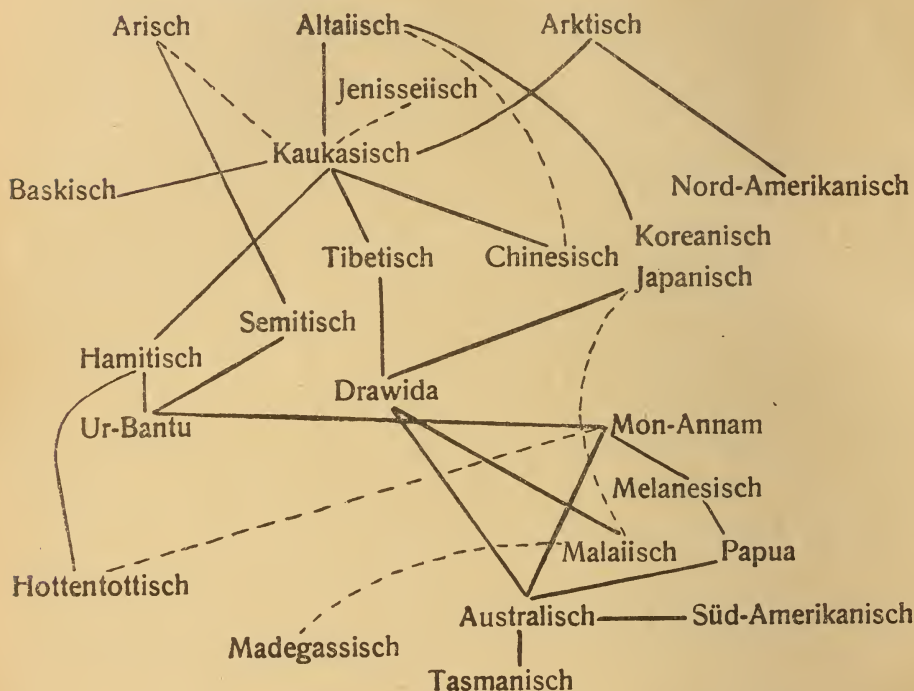 Arisch
Altaiisch
Arktisch
Jenisseiisch
Kaukasisch
Baskisch
Nord-Amerikanisch
Koreanisch
Tibetisch
Chinesisch
Japanisch
Semitisch
Hamitisch
Drawida
Ur-Bantu
Mon-Annam
Melanesisch
Malaiisch
Papua
Hottentottisch
Australisch
Süd-Amerikanisch
Madegassisch
Tasmanisch